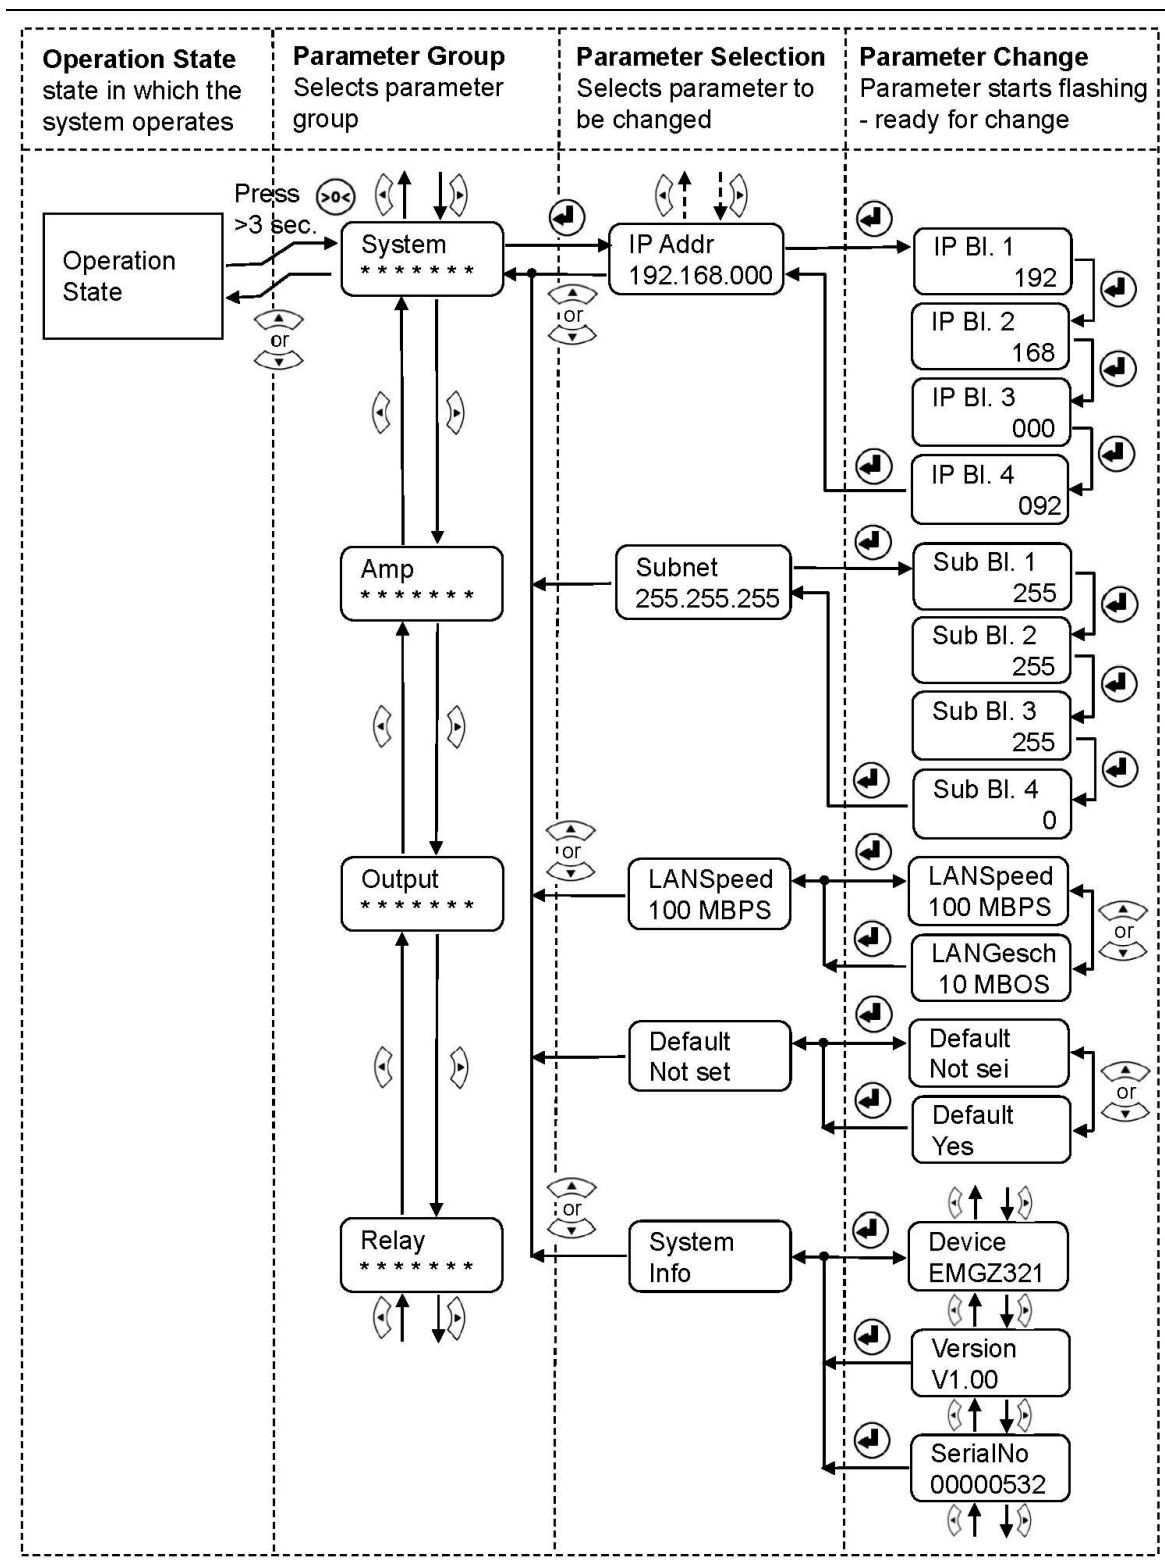 Operation State
state in which the
system operates
Parameter Group
Selects parameter
group
Parameter Selection
Selects parameter to
be changed
Parameter Change
Parameter starts flashing
- ready for change
Press
>3 sec.
>0<
Operation
State
or
System
* * * * * * *
Amp
* * * * * * *
Output
* * * * * * *
Relay
* * * * * * *
IP Addr
192.168.000
or
Subnet
255.255.255
or
LANSpeed
100 MBPS
Default
Not set
or
System
Info
IP Bl. 1
192
IP Bl. 2
168
IP Bl. 3
000
IP Bl. 4
092
Sub Bl. 1
255
Sub Bl. 2
255
Sub Bl. 3
255
Sub Bl. 4
0
LANSpeed
100 MBPS
or
LANGesch
10 MBOS
Default
Not sei
or
Default
Yes
Device
EMGZ321
Version
V1.00
SerialNo
00000532